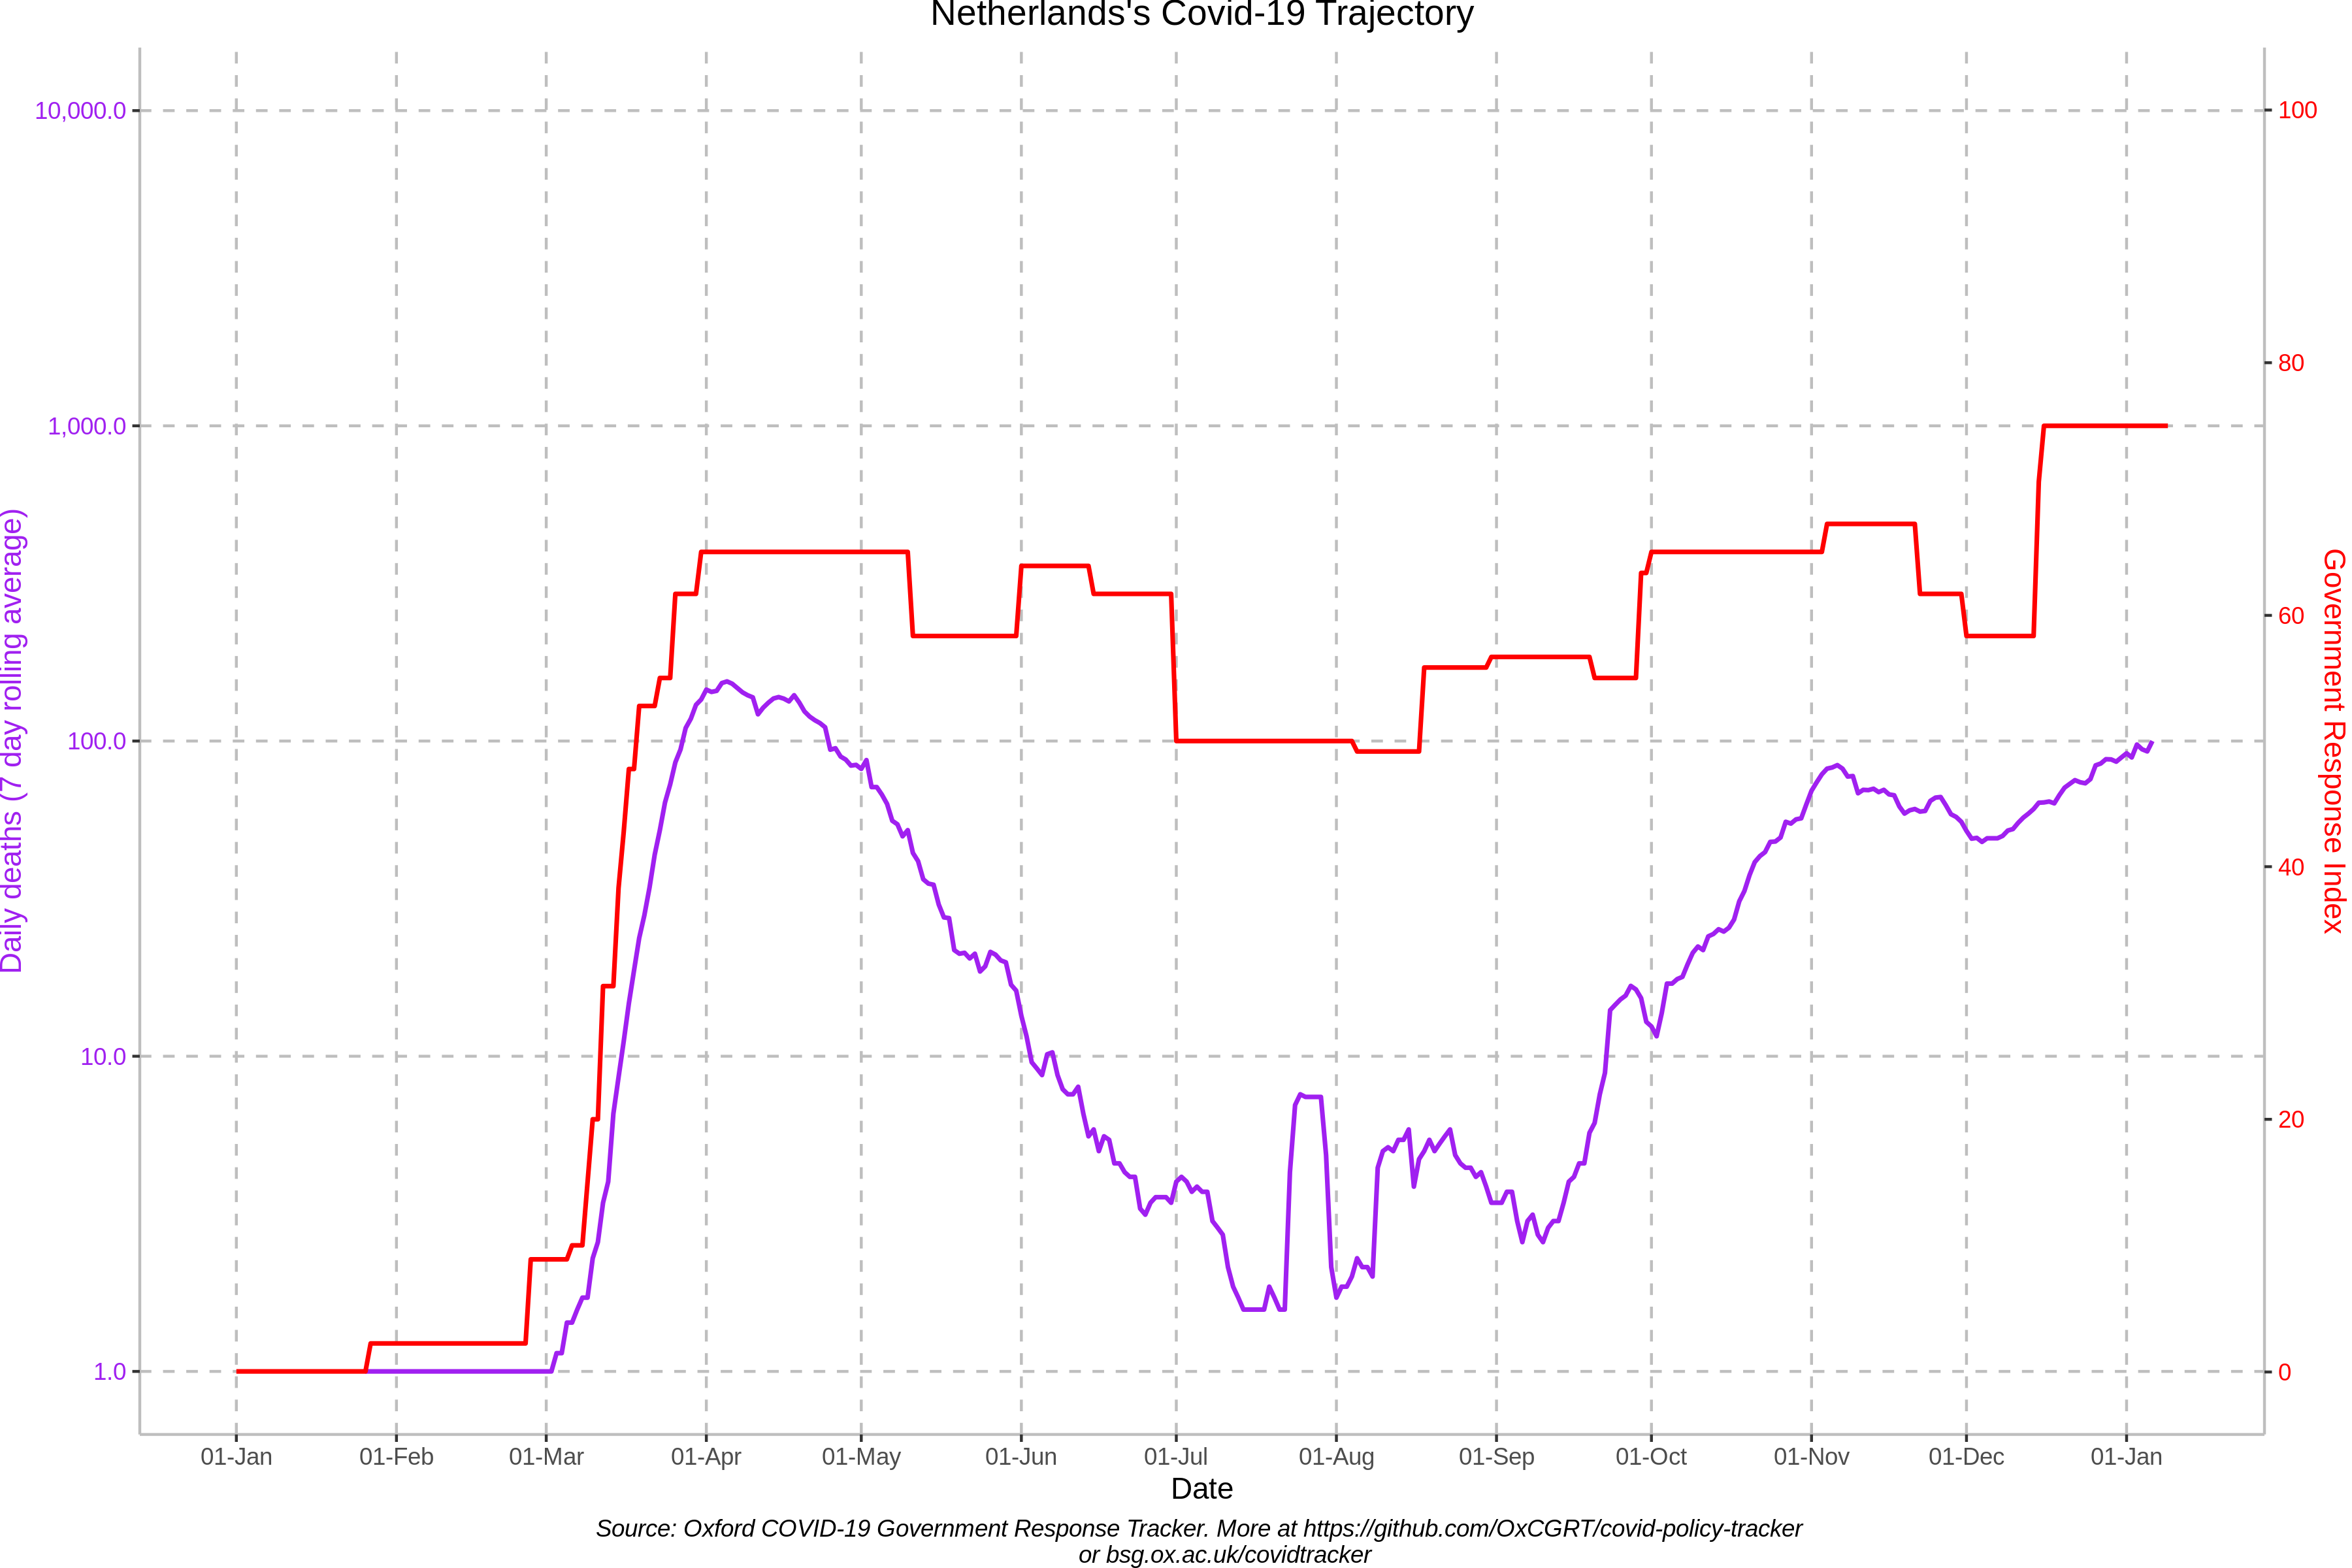 Netherlands's Covid-19 Trajectory
10,000.0
1,000.0
100.0
10.0
1.0
Daily deaths (7 day rolling average)
100
80
60
40
20
0
Government Response Index
01-Jan 01-Feb 01-Mar 01-Apr 01-May 01-Jun 01-Jul 01-Aug 01-Sep 01-Oct 01-Nov 01-Dec 01-Jan
Date
Source: Oxford COVID-19 Government Response Tracker. More at https://github.com/OxCGRT/covid-policy-tracker
or bsg.ox.ac.uk/covidtracker